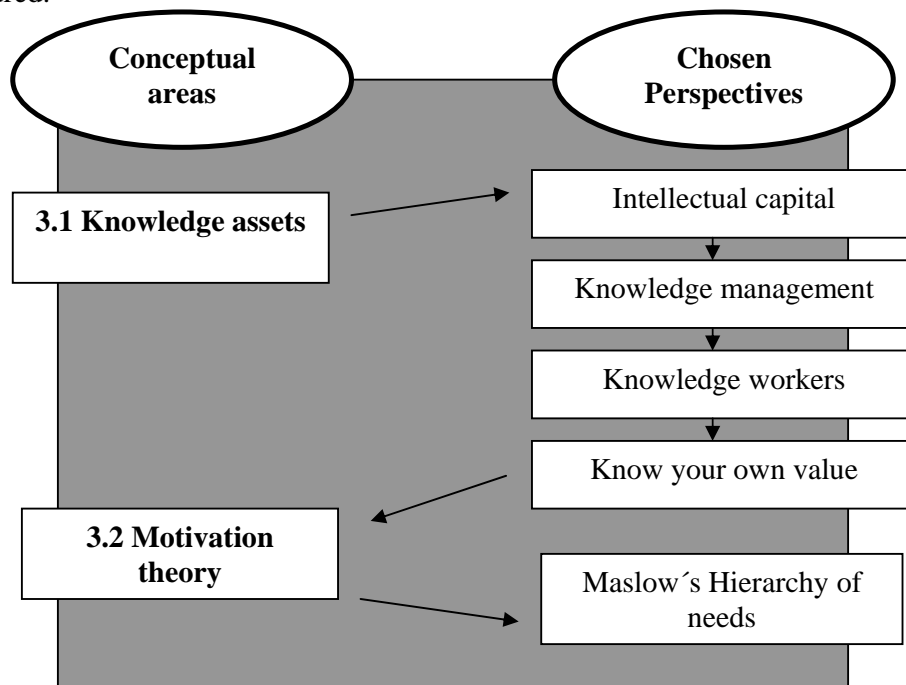 Conceptual
areas
Chosen
Perspectives
3.1 Knowledge assets
Intellectual capital
Knowledge management
Knowledge workers
Know your own value
3.2 Motivation
theory
Maslow´s Hierarchy of
needs